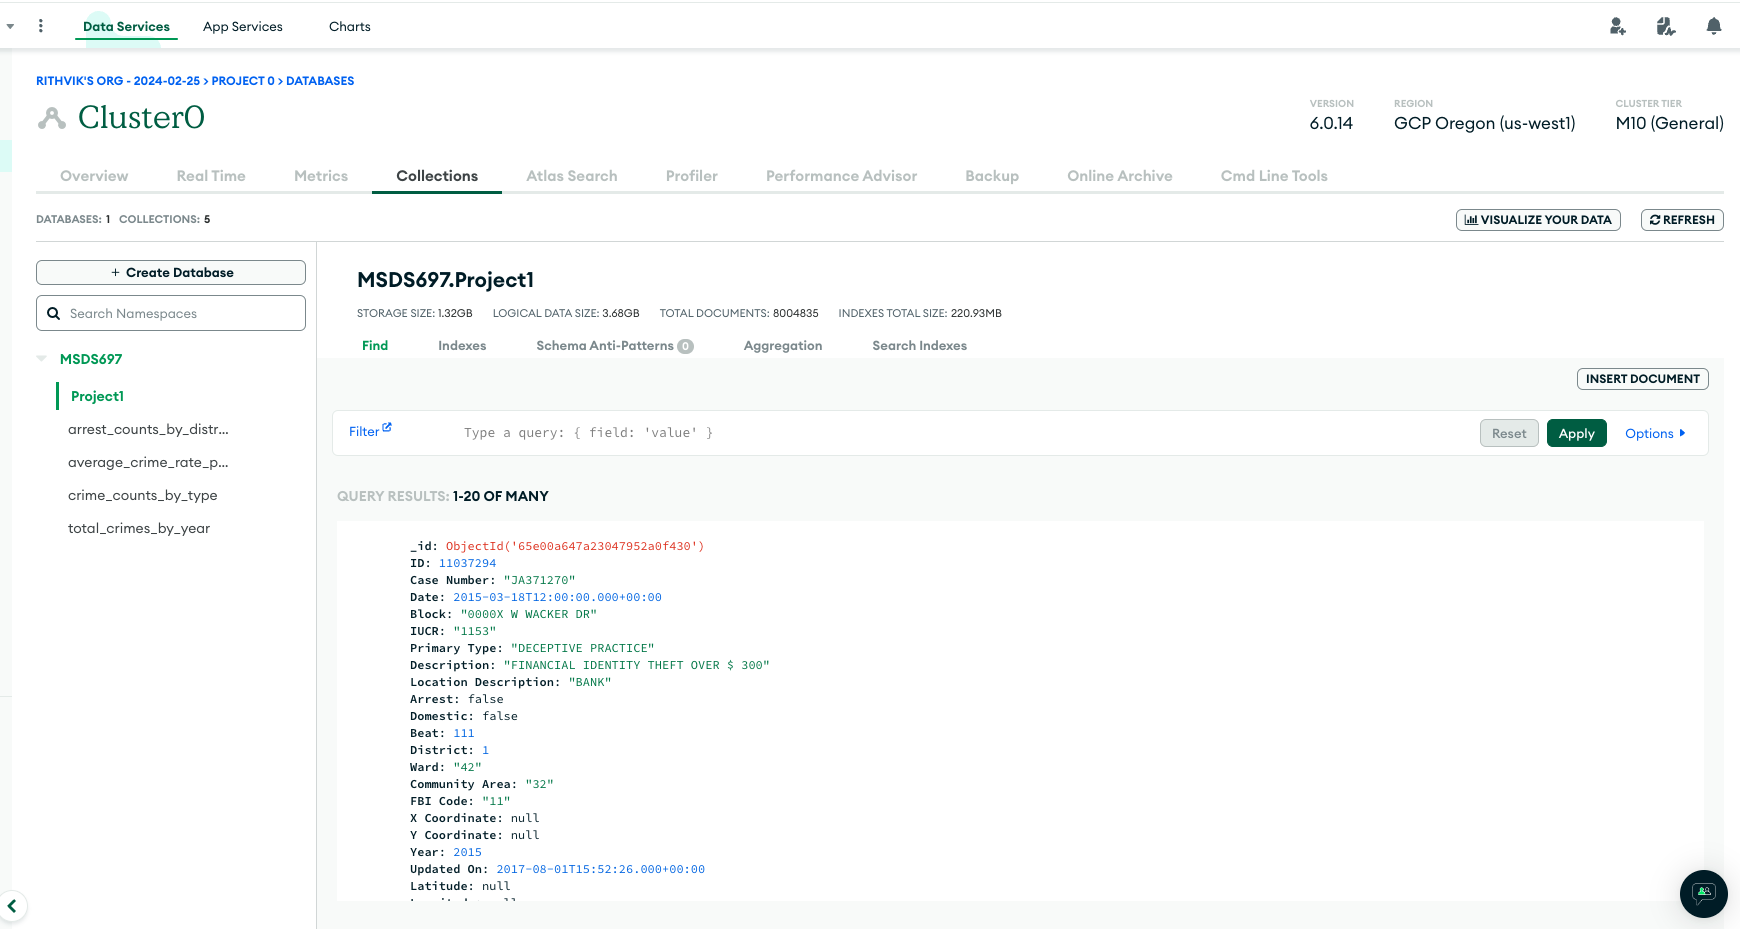 Data Services App Services Charts
RITHVIK'S ORG - 2024-02-25 > PROJECT 0 > DATABASES
Cluster0
VERSION REGION CLUSTER TIER
6.0.14 GCP Oregon (us-west1) M10 (General)
Overview Real Time Metrics Collections Atlas Search Profiler Performance Advisor Backup Online Archive Cmd Line Tools
DATABASES: 1 COLLECTIONS: 5
VISUALIZE YOUR DATA REFRESH
+ Create Database
Search Namespaces
MSDS697
Project1
arrest_counts_by_distr...
average_crime_rate_p...
crime_counts_by_type
total_crimes_by_year
MSDS697.Project1
STORAGE SIZE: 1.32GB LOGICAL DATA SIZE: 3.68GB TOTAL DOCUMENTS: 8004835 INDEXES TOTAL SIZE: 220.93MB
Find Indexes Schema Anti-Patterns 0 Aggregation Search Indexes
INSERT DOCUMENT
Filter Type a query: { field: 'value' } Reset Apply Options
QUERY RESULTS: 1-20 OF MANY
_id: ObjectId('65e00a647a23047952a0f430')
ID: 11037294
Case Number: "JA371270"
Date: 2015-03-18T12:00:00.000+00:00
Block: "0000X W WACKER DR"
IUCR: "1153"
Primary Type: "DECEPTIVE PRACTICE"
Description: "FINANCIAL IDENTITY THEFT OVER $ 300"
Location Description: "BANK"
Arrest: false
Domestic: false
Beat: 111
District: 1
Ward: "42"
Community Area: "32"
FBI Code: "11"
X Coordinate: null
Y Coordinate: null
Year: 2015
Updated On: 2017-08-01T15:52:26.000+00:00
Latitude: null